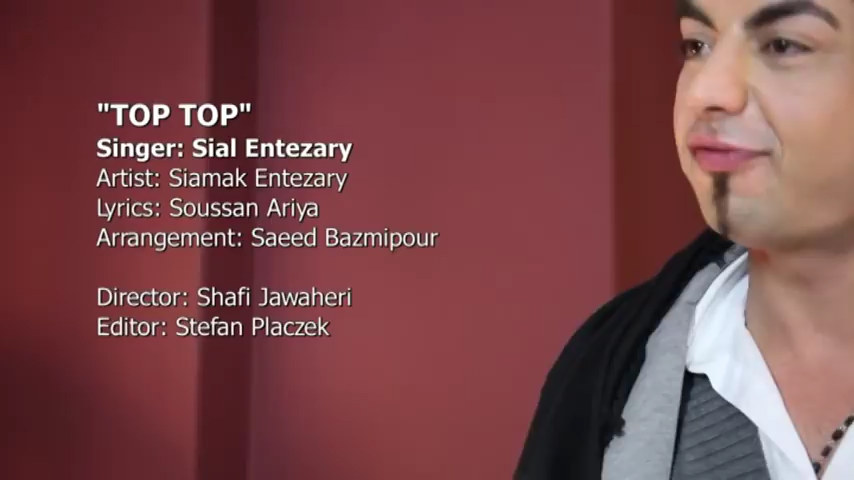 "TOP TOP"
Singer: Sial Entezary
Artist: Siamak Entezary
Lyrics: Soussan Ariya
Arrangement: Saeed Bazmipour
Director: Shafi Jawaheri
Editor: Stefan Placzek